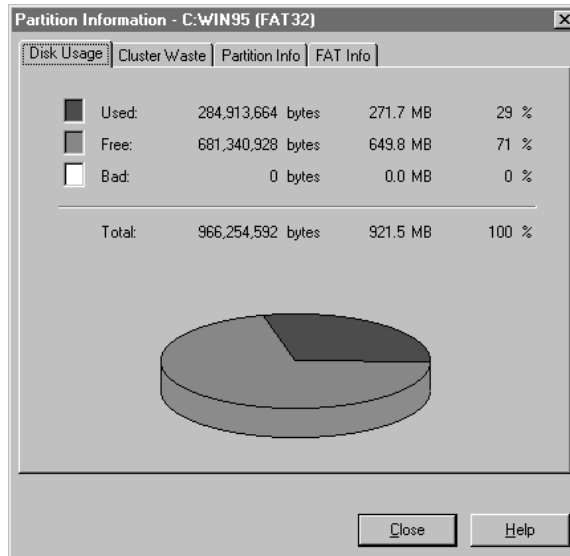 Partition Information - C:WIN95 (FAT32)
Disk Usage Cluster Waste Partition Info FAT Info
Used: 284,913,664 bytes 271.7 MB 29 %
Free: 681,340,928 bytes 649.8 MB 71 %
Bad: 0 bytes 0.0 MB 0 %
Total: 966,254,592 bytes 921.5 MB 100 %
Close Help